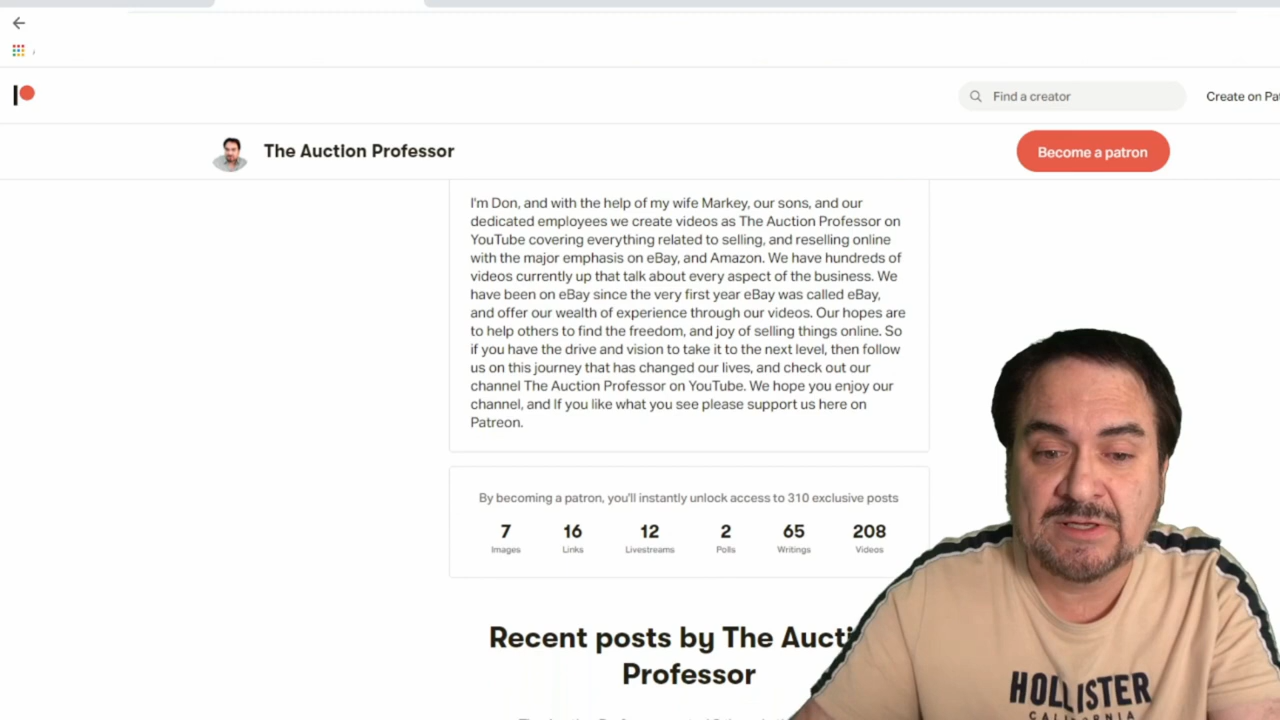 Find a creator
Create on Pat
The Auction Professor
Become a patron
I'm Don, and with the help of my wife Markey, our sons, and our
dedicated employees we create videos as The Auction Professor on
YouTube covering everything related to selling, and reselling online
with the major emphasis on eBay, and Amazon. We have hundreds of
videos currently up that talk about every aspect of the business. We
have been on eBay since the very first year eBay was called eBay,
and offer our wealth of experience through our videos. Our hopes are
to help others to find the freedom, and joy of selling things online. So
if you have the drive and vision to take it to the next level, then follow
us on this journey that has changed our lives, and check out our
channel The Auction Professor on YouTube. We hope you enjoy our
channel, and If you like what you see please support us here on
Patreon.
By becoming a patron, you'll instantly unlock access to 310 exclusive posts
7 16 12 2 65 208
Images Links Livestreams Polls Writings Videos
Recent posts by The Aucti
Professor
HOLLISTER
CALIFORNIA